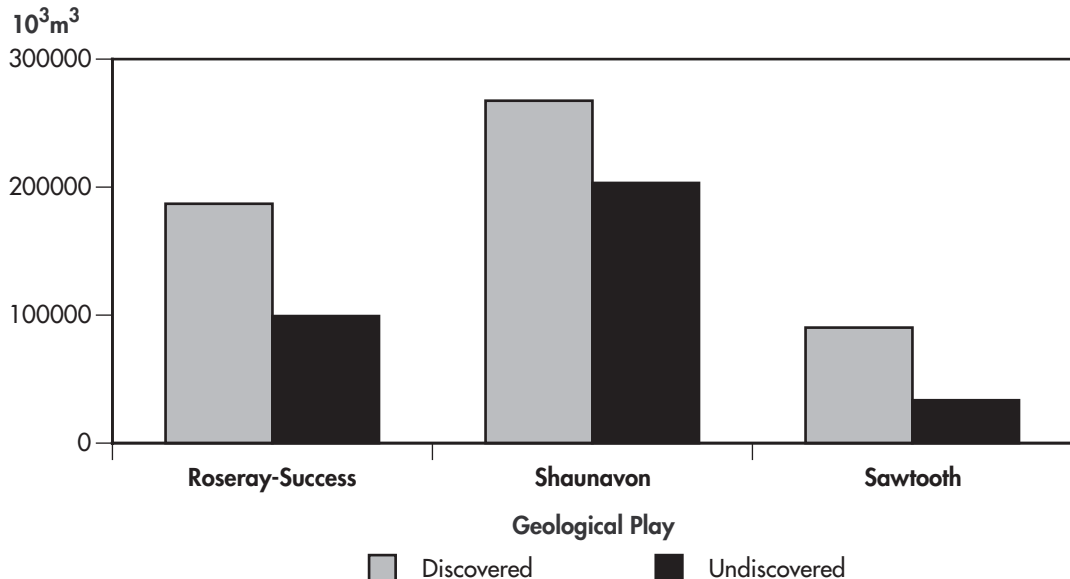 10³m³
300000
200000
100000
0
Roseray-Success Shaunavon Sawtooth
Geological Play
Discovered Undiscovered